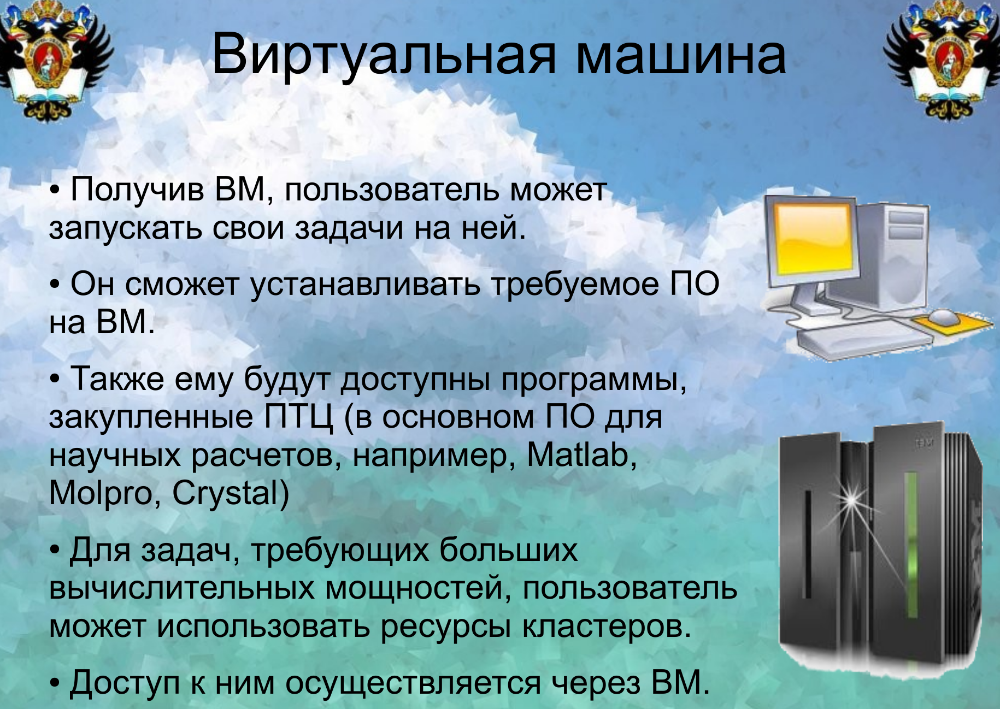 Виртуальная машина
• Получив ВМ, пользователь может
запускать свои задачи на ней.
• Он сможет устанавливать требуемое ПО
на ВМ.
• Также ему будут доступны программы,
закупленные ПТЦ (в основном ПО для
научных расчетов, например, Matlab,
Molpro, Crystal)
• Для задач, требующих больших
вычислительных мощностей, пользователь
может использовать ресурсы кластеров.
• Доступ к ним осуществляется через ВМ.
IBM